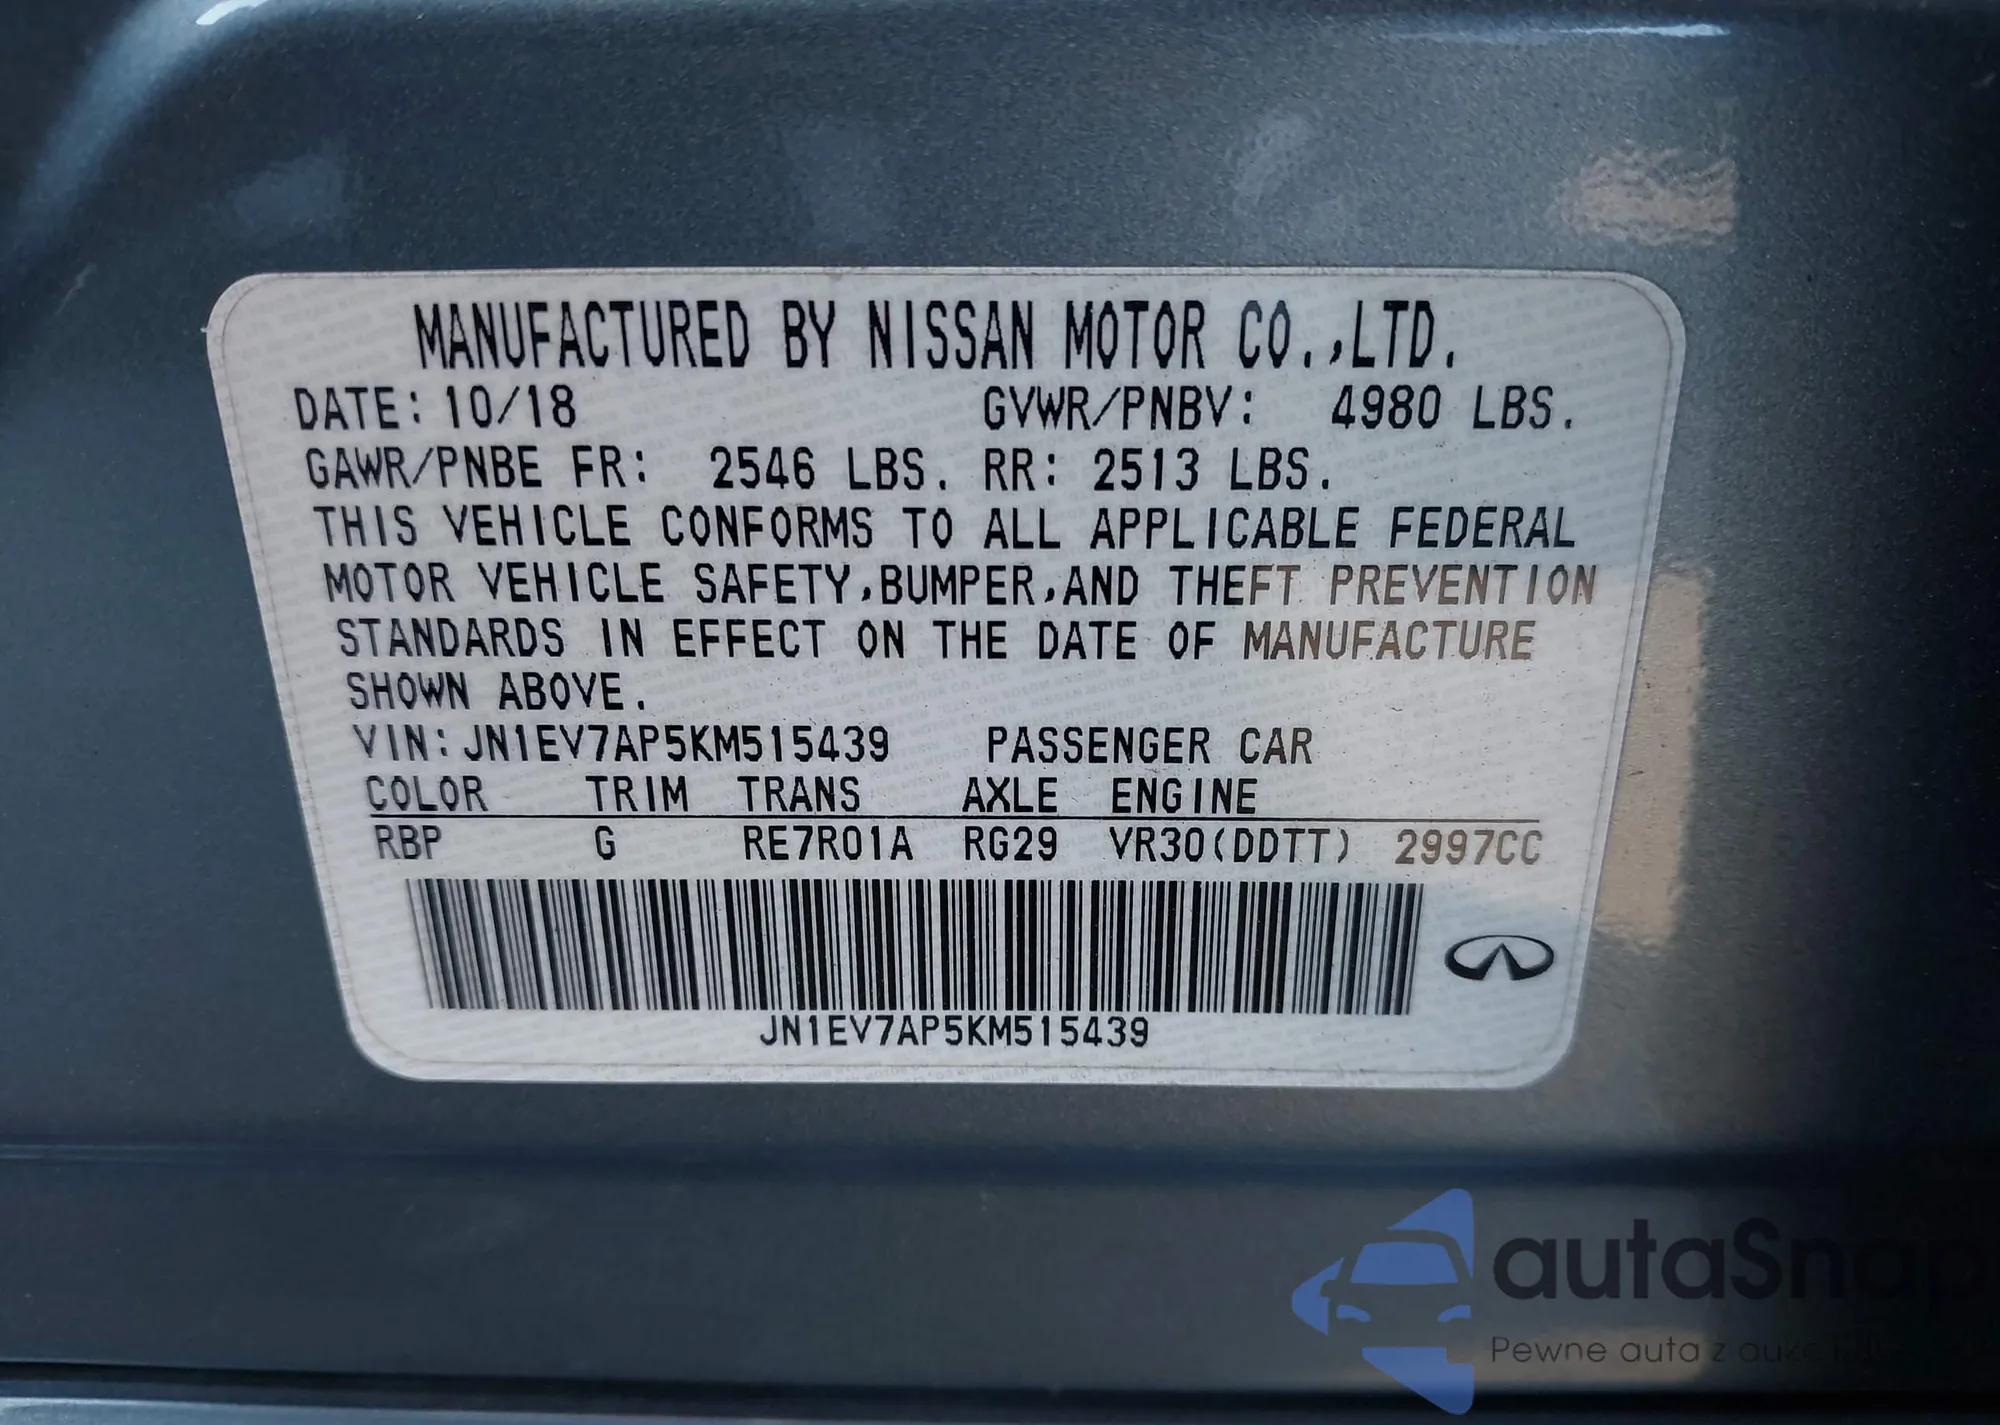 MANUFACTURED BY NISSAN MOTOR CO.,LTD.
DATE: 10/18 GVWR/PNBV: 4980 LBS.
GAWR/PNBE FR: 2546 LBS. RR: 2513 LBS.
THIS VEHICLE CONFORMS TO ALL APPLICABLE FEDERAL
MOTOR VEHICLE SAFETY,BUMPER,AND THEFT PREVENTION
STANDARDS IN EFFECT ON THE DATE OF MANUFACTURE
SHOWN ABOVE.
VIN: JN1EV7AP5KM515439 PASSENGER CAR
COLOR TRIM TRANS AXLE ENGINE
RBP G RE7R01A RG29 VR30(DDTT) 2997CC
JN1EV7AP5KM515439
autaSnap
Pewne auta z